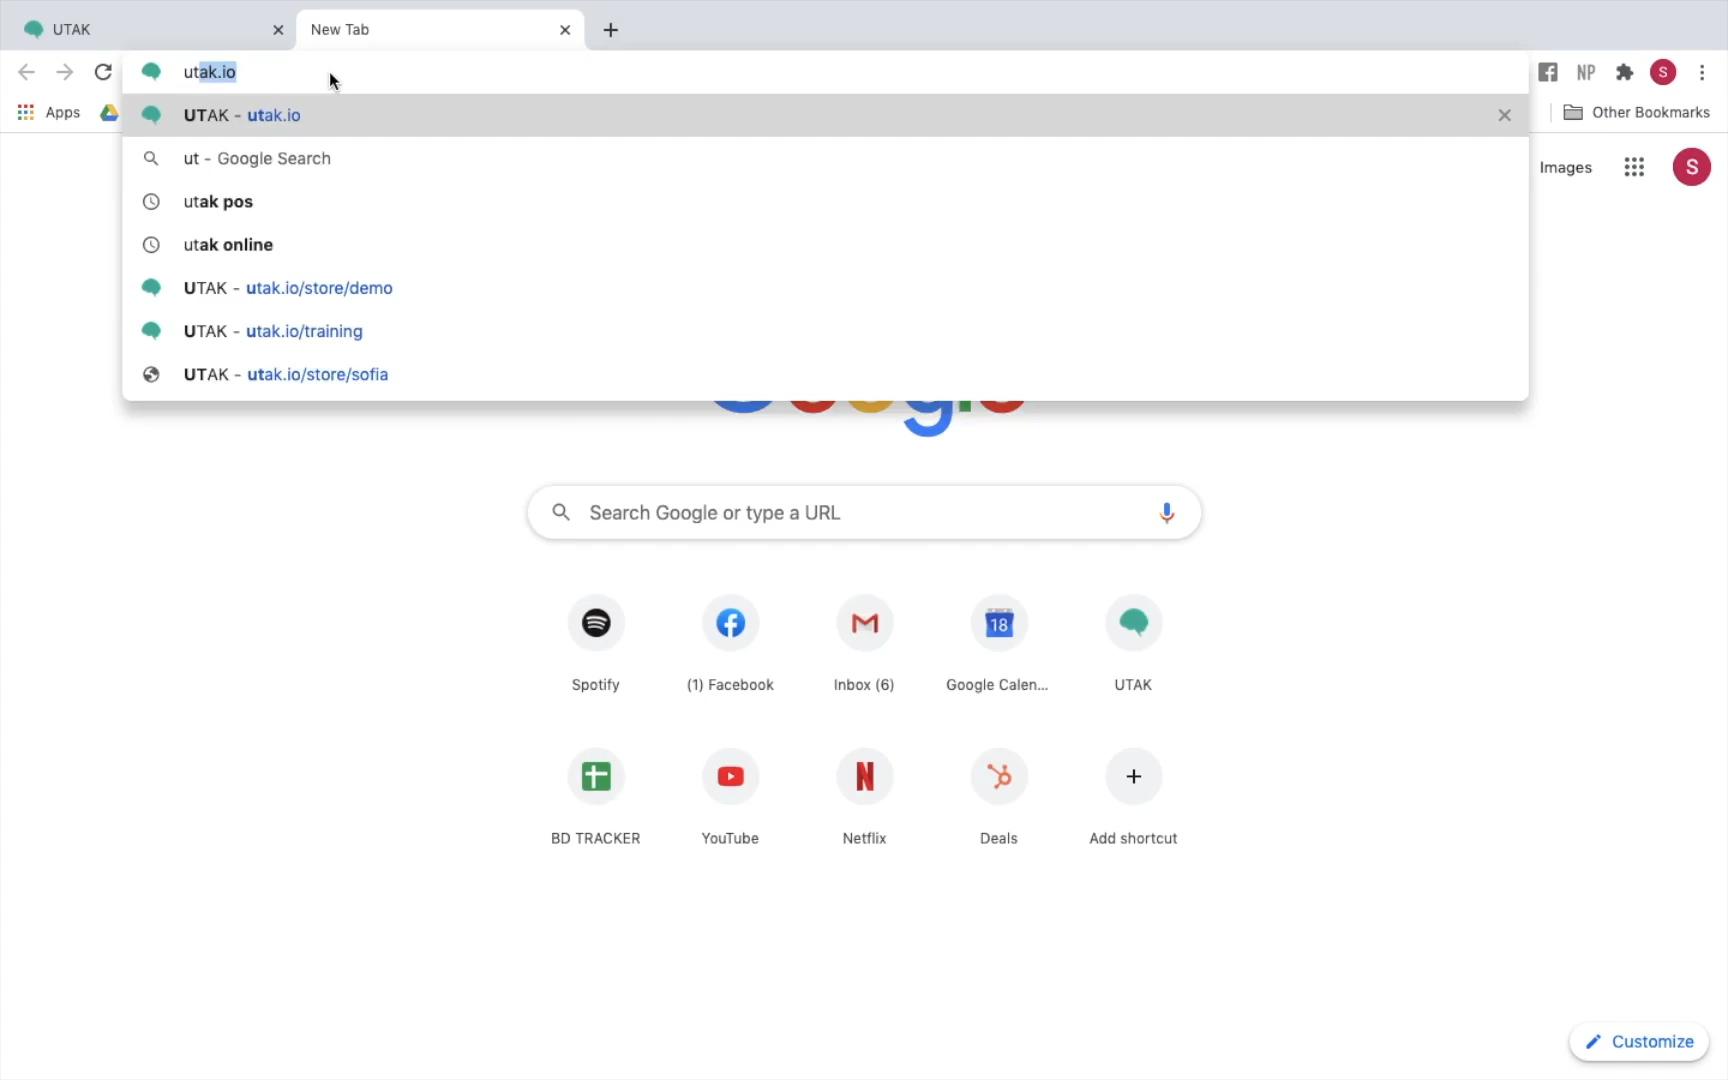 UTAK
New Tab
utak.io
NP
S
Apps
Other Bookmarks
UTAK - utak.io
ut - Google Search
utak pos
utak online
UTAK - utak.io/store/demo
UTAK - utak.io/training
UTAK - utak.io/store/sofia
Images
S
Search Google or type a URL
18
Spotify
(1) Facebook
Inbox (6)
Google Calen...
UTAK
BD TRACKER
YouTube
Netflix
Deals
Add shortcut
Customize